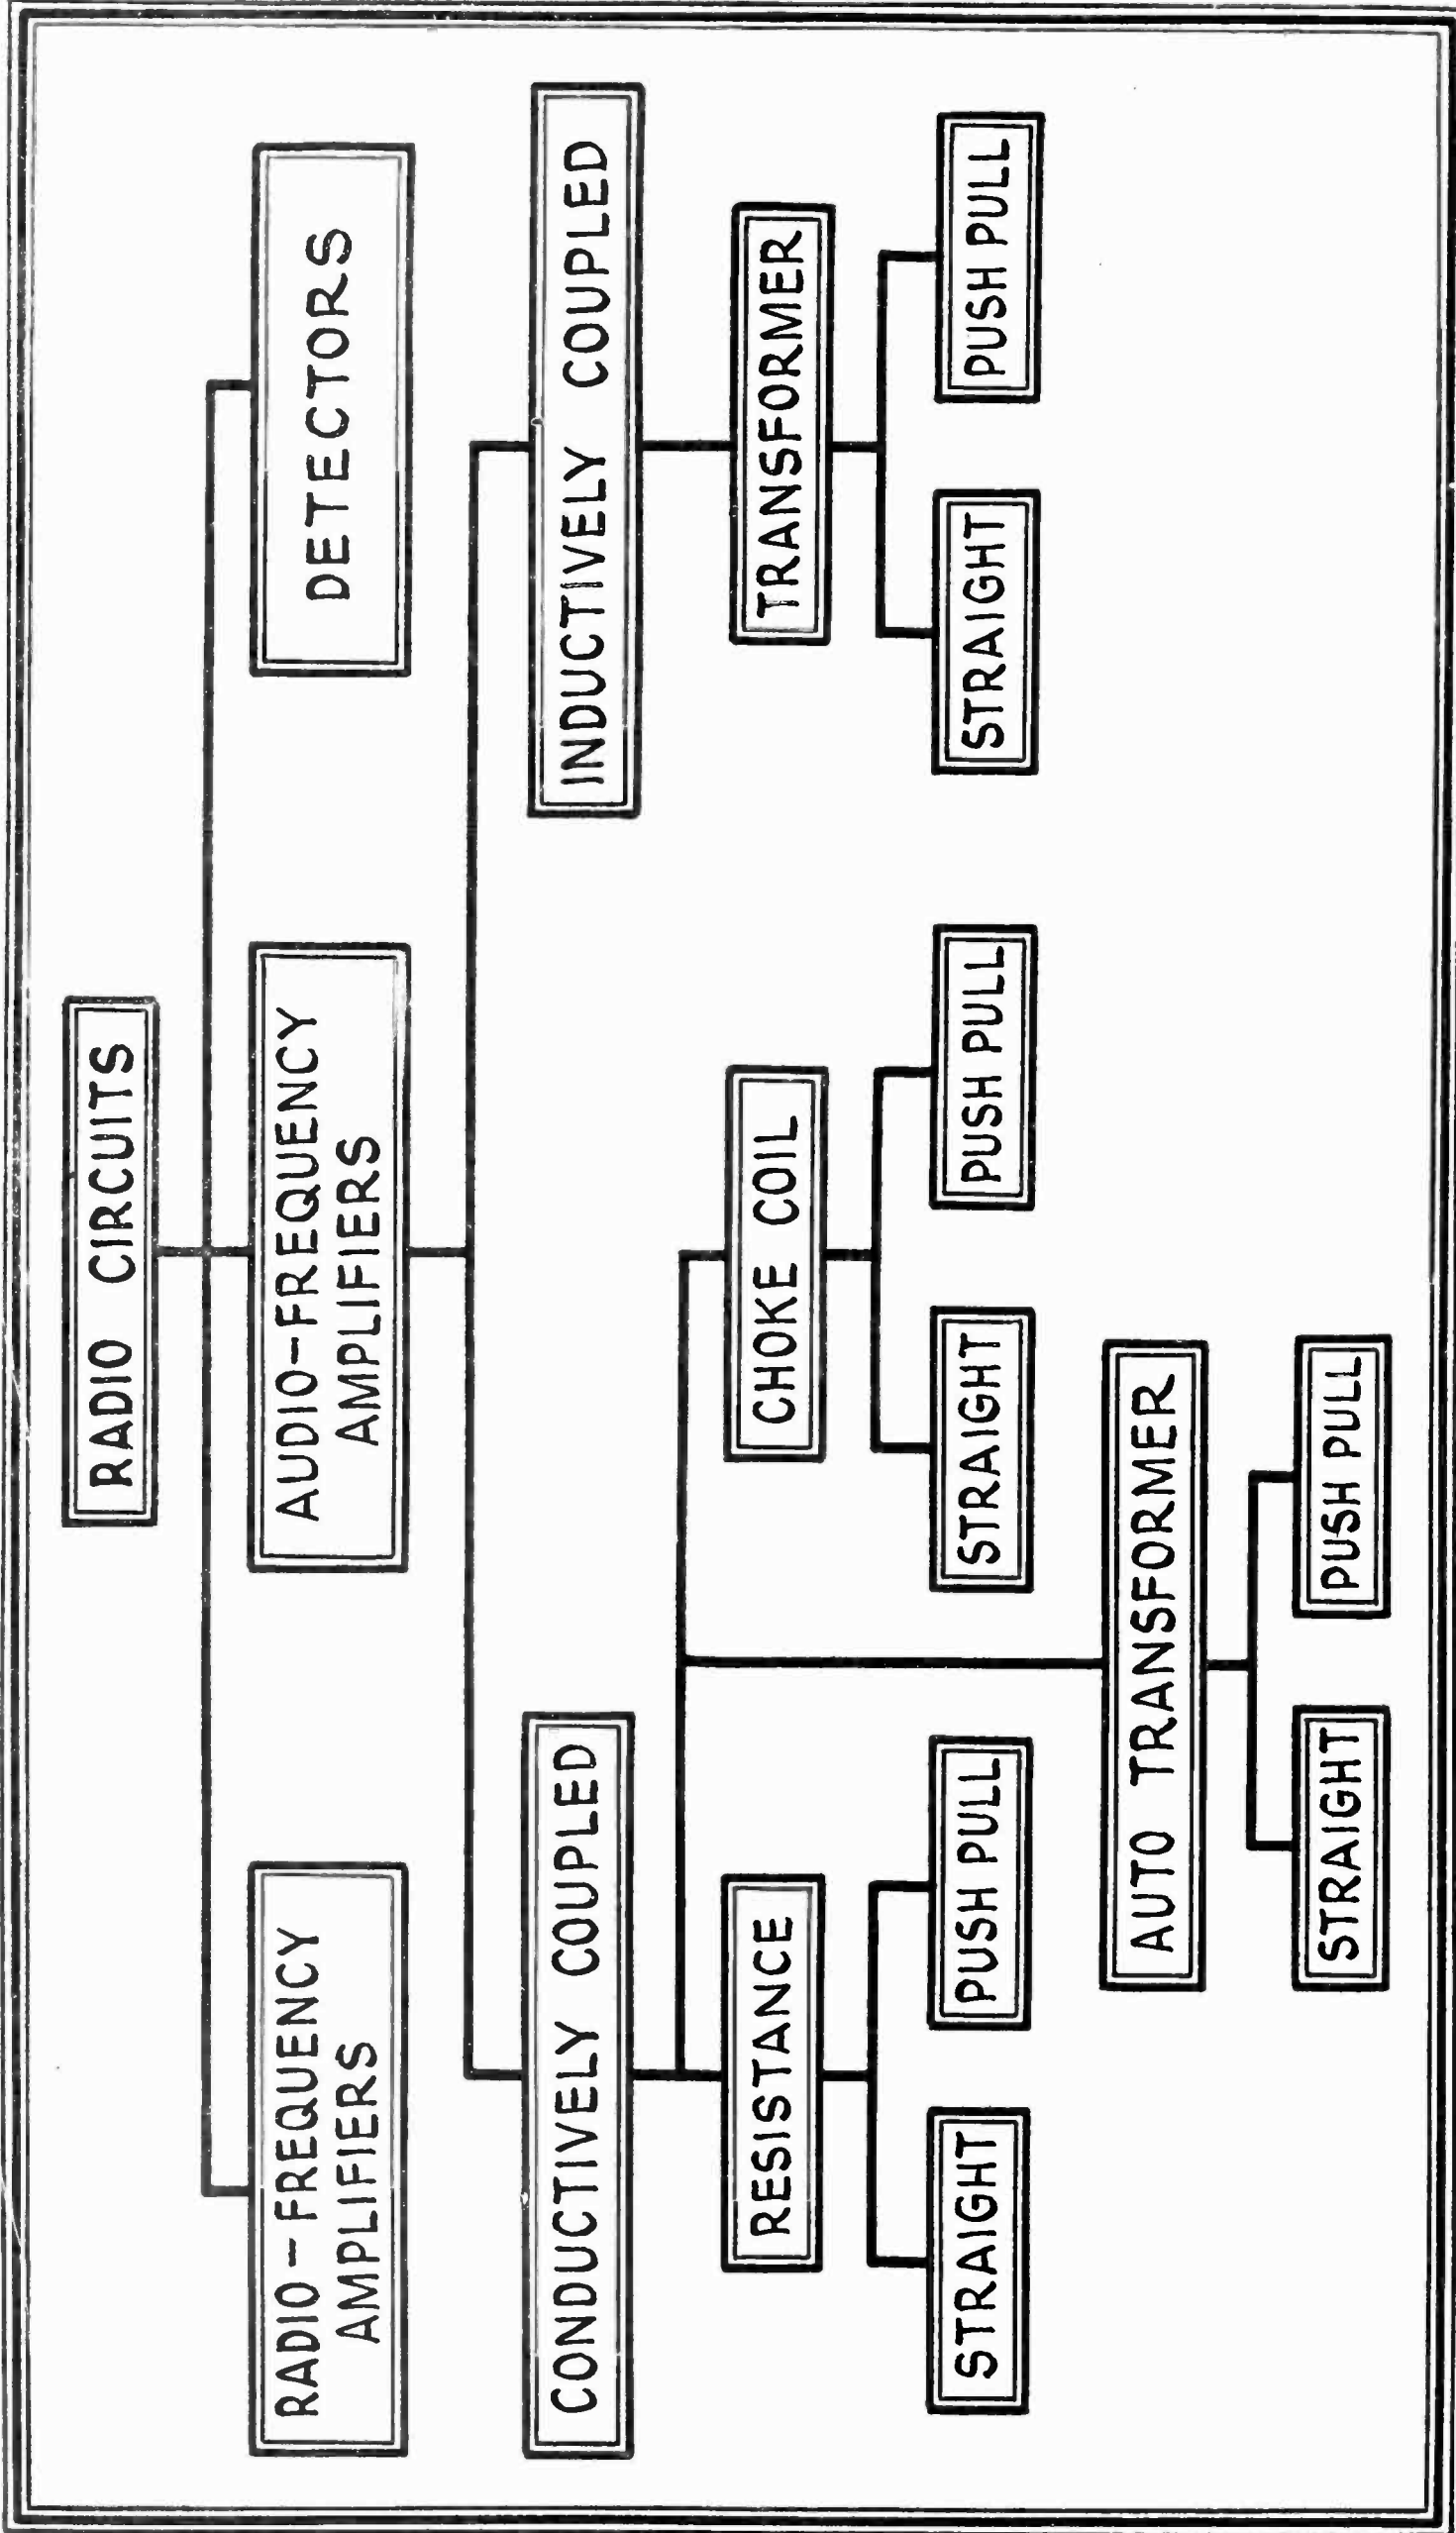 RADIO CIRCUITS
RADIO-FREQUENCY
AMPLIFIERS
AUDIO-FREQUENCY
AMPLIFIERS
DETECTORS
CONDUCTIVELY COUPLED
INDUCTIVELY COUPLED
RESISTANCE
CHOKE COIL
TRANSFORMER
STRAIGHT
PUSH PULL
STRAIGHT
PUSH PULL
STRAIGHT
PUSH PULL
AUTO TRANSFORMER
STRAIGHT
PUSH PULL